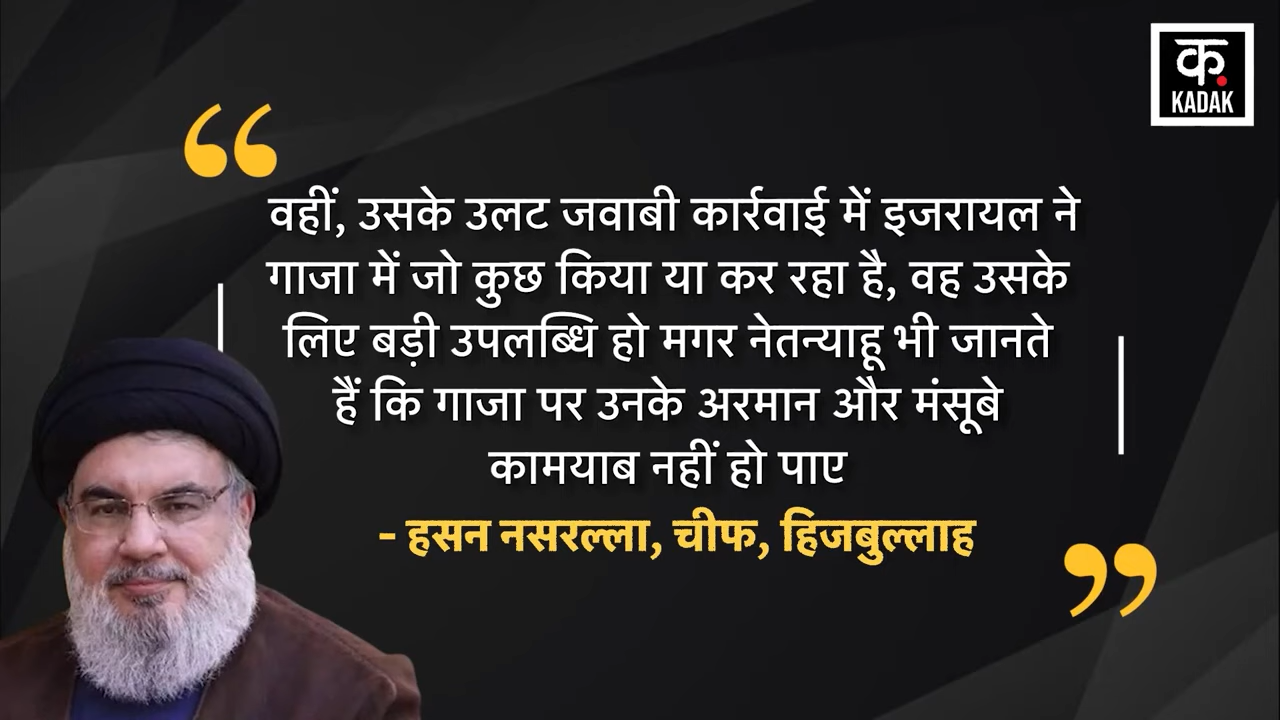 क.
KADAK
“
वहीं, उसके उलट जवाबी कार्रवाई में इजरायल ने
गाजा में जो कुछ किया या कर रहा है, वह उसके
लिए बड़ी उपलब्धि हो मगर नेतन्याहू भी जानते
हैं कि गाजा पर उनके अरमान और मंसूबे
कामयाब नहीं हो पाए
- हसन नसरल्ला, चीफ, हिजबुल्लाह
”